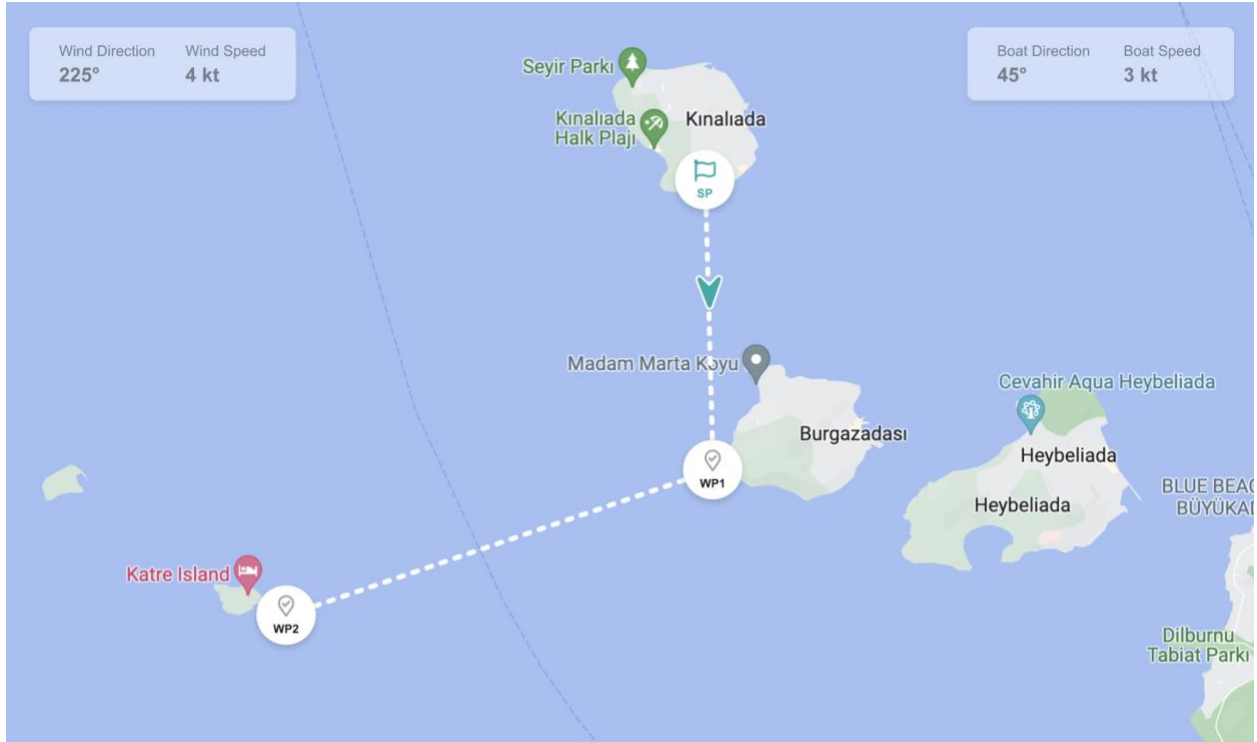 Wind Direction Wind Speed
225° 4 kt
Boat Direction Boat Speed
45° 3 kt
Seyir Parkı
Kınalıada
Halk Plajı
Kınalıada
SP
Madam Marta Koyu
Burgazadası
WP1
Cevahir Aqua Heybeliada
Heybeliada
Heybeliada
BLUE BEAC
BÜYÜKAD
Katre Island
WP2
Dilburnu
Tabiat Parkı